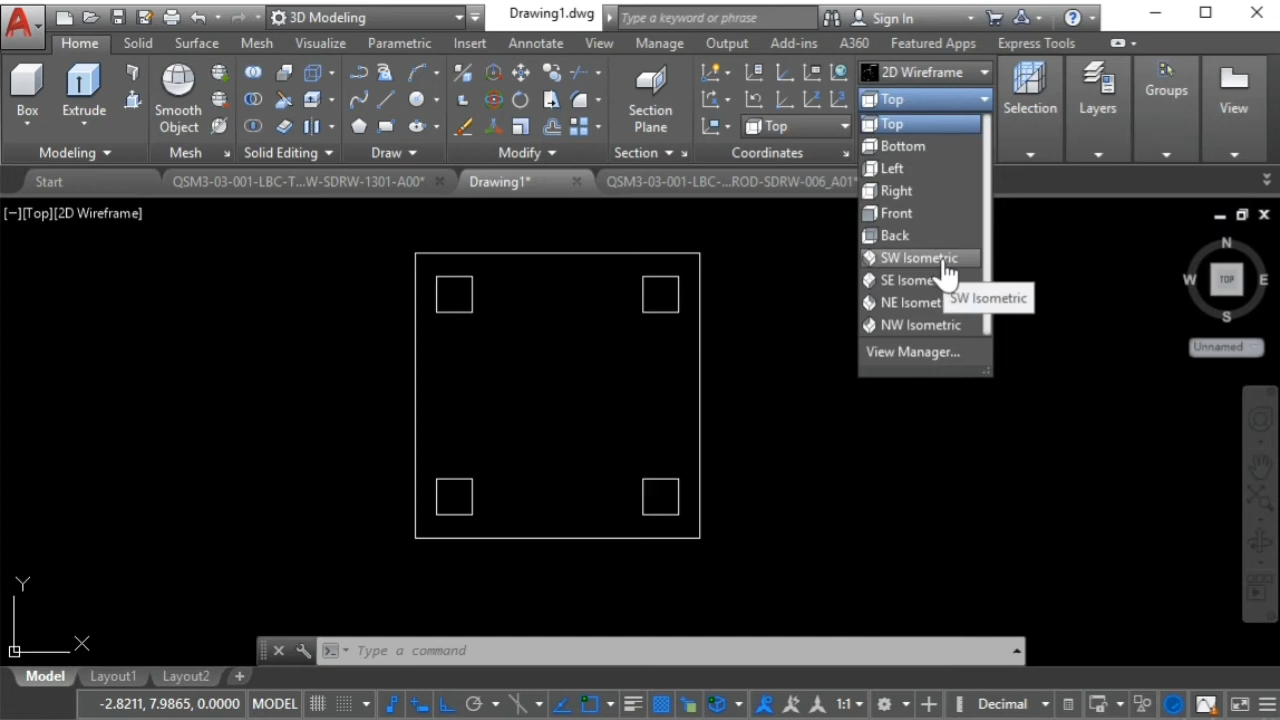 3D Modeling
Drawing1.dwg
Type a keyword or phrase
Sign In
Home Solid Surface Mesh Visualize Parametric Insert Annotate View Manage Output Add-ins A360 Featured Apps Express Tools
2D Wireframe
Top
Top
Box
Extrude
Smooth Object
Section Plane
Selection
Layers
Groups
View
Modeling
Mesh
Solid Editing
Draw
Modify
Section
Coordinates
Start
QSM3-03-001-LBC-T...W-SDRW-1301-A00*
Drawing1*
QSM3-03-001-LBC-...ROD-SDRW-006_A01*
Top
Bottom
Left
Right
Front
Back
SW Isometric
SE Isome
NE Isomet
NW Isometric
View Manager...
SW Isometric
[−][Top][2D Wireframe]
N
W
TOP
E
S
Unnamed
Y
X
Type a command
Model
Layout1
Layout2
-2.8211, 7.9865, 0.0000
MODEL
1:1
Decimal